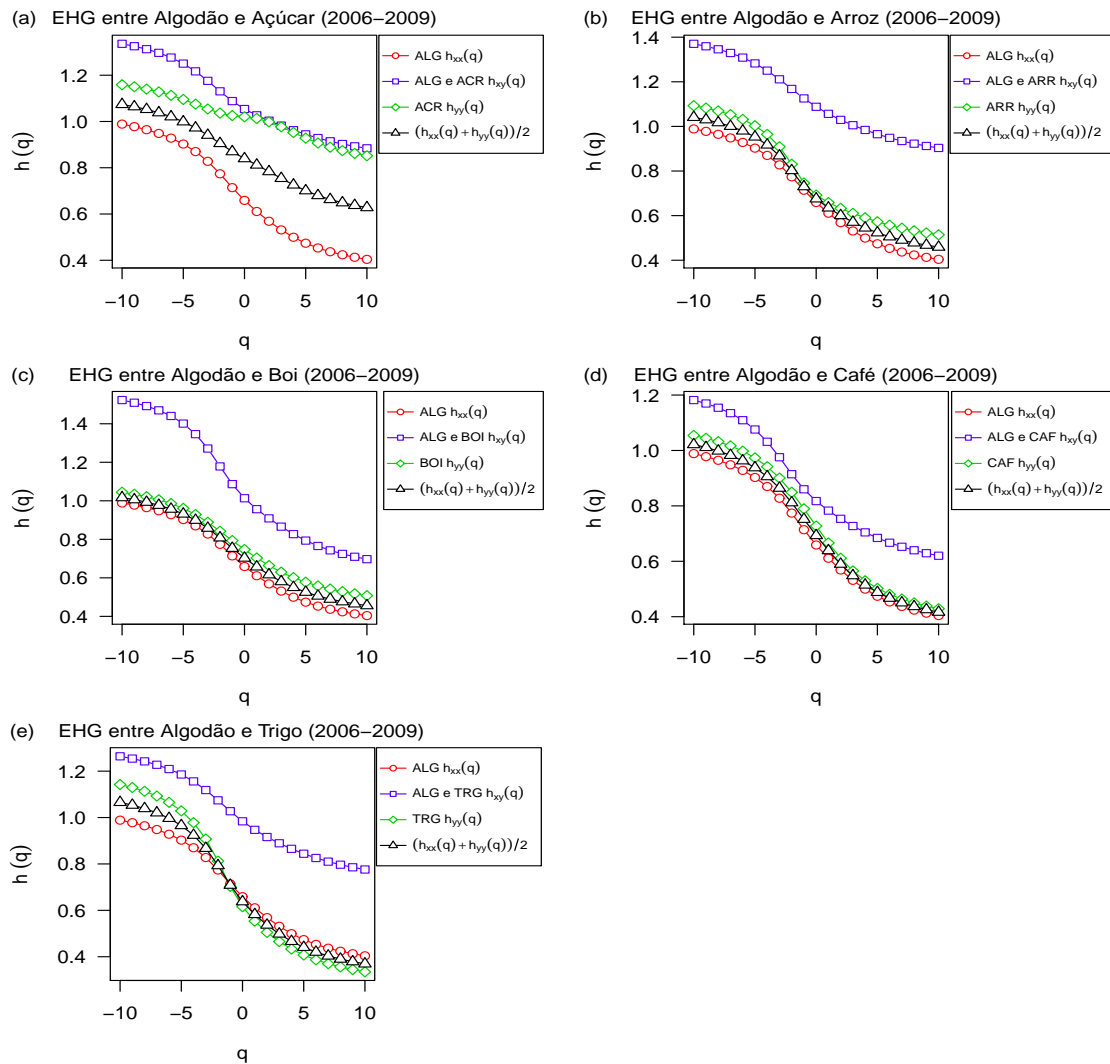 (a) EHG entre Algodão e Açúcar (2006−2009)
h (q)
1.2
1.0
0.8
0.6
0.4
−10 −5 0 5 10
q
ALG hxx(q)
ALG e ACR hxy(q)
ACR hyy(q)
(hxx(q)+hyy(q))/2
(b) EHG entre Algodão e Arroz (2006−2009)
h (q)
1.4
1.2
1.0
0.8
0.6
0.4
−10 −5 0 5 10
q
ALG hxx(q)
ALG e ARR hxy(q)
ARR hyy(q)
(hxx(q)+hyy(q))/2
(c) EHG entre Algodão e Boi (2006−2009)
h (q)
1.4
1.2
1.0
0.8
0.6
0.4
−10 −5 0 5 10
q
ALG hxx(q)
ALG e BOI hxy(q)
BOI hyy(q)
(hxx(q)+hyy(q))/2
(d) EHG entre Algodão e Café (2006−2009)
h (q)
1.2
1.0
0.8
0.6
0.4
−10 −5 0 5 10
q
ALG hxx(q)
ALG e CAF hxy(q)
CAF hyy(q)
(hxx(q)+hyy(q))/2
(e) EHG entre Algodão e Trigo (2006−2009)
h (q)
1.2
1.0
0.8
0.6
0.4
−10 −5 0 5 10
q
ALG hxx(q)
ALG e TRG hxy(q)
TRG hyy(q)
(hxx(q)+hyy(q))/2